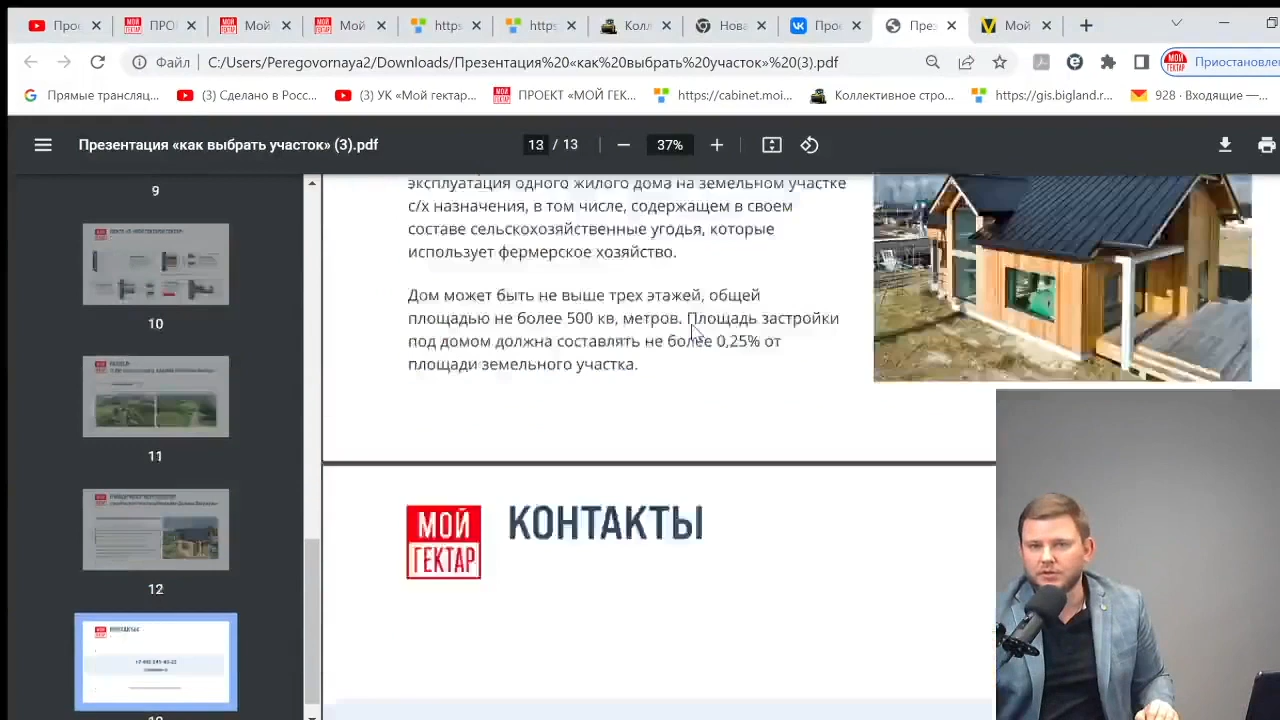 Прое
ПРО
Мой
Мой
https
https
Колл
Нова
Прое
През
Мой
Файл
C:/Users/Peregovornaya2/Downloads/Презентация%20«как%20выбрать%20участок»%20(3).pdf
Приостановле
Прямые трансляц...
(3) Сделано в Росс...
(3) УК «Мой гектар...
ПРОЕКТ «МОЙ ГЕК...
https://cabinet.moi...
Коллективное стро...
https://gis.bigland.r...
928 · Входящие —...
Презентация «как выбрать участок» (3).pdf
13 / 13
37%
9
10
11
12
эксплуатация одного жилого дома на земельном участке
с/х назначения, в том числе, содержащем в своем
составе сельскохозяйственные угодья, которые
использует фермерское хозяйство.
Дом может быть не выше трех этажей, общей
площадью не более 500 кв, метров. Площадь застройки
под домом должна составлять не более 0,25% от
площади земельного участка.
МОЙ
ГЕКТАР
КОНТАКТЫ